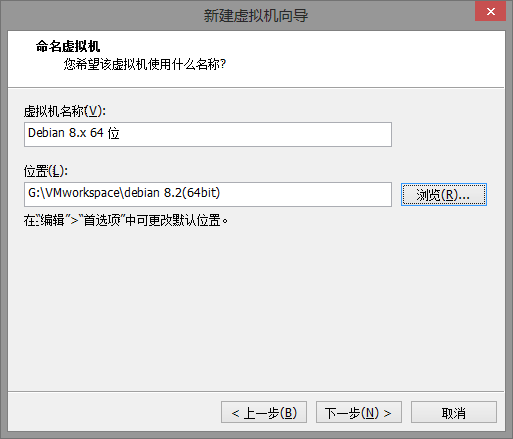 新建虚拟机向导
命名虚拟机
您希望该虚拟机使用什么名称?
虚拟机名称(V):
Debian 8.x 64 位
位置(L):
G:\VMworkspace\debian 8.2(64bit)
浏览(R)...
在“编辑”>“首选项”中可更改默认位置。
< 上一步(B)
下一步(N) >
取消